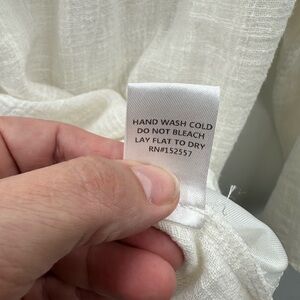 HAND WASH COLD
DO NOT BLEACH
LAY FLAT TO DRY
RN#152557